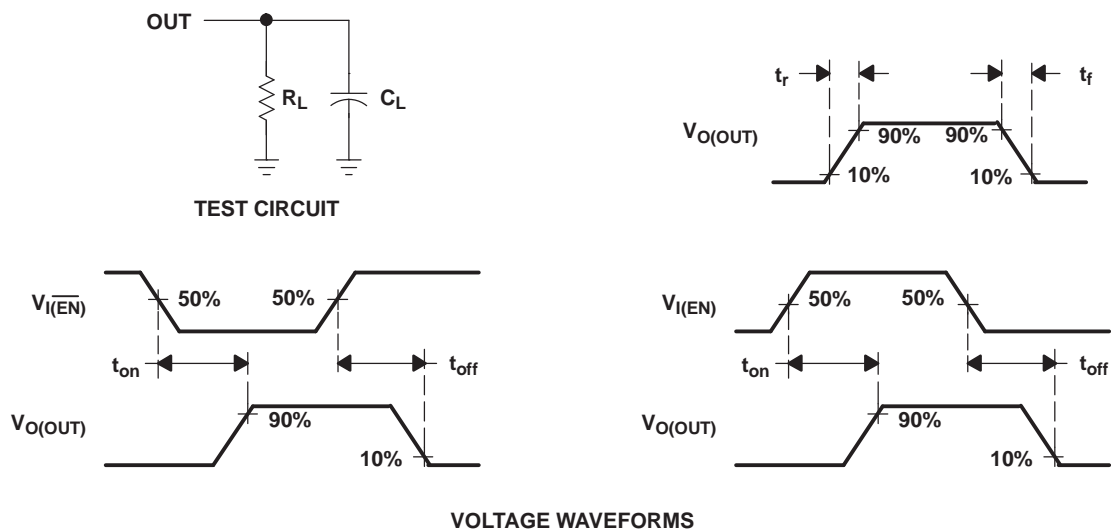 OUT
R_L
C_L
TEST CIRCUIT
t_r
t_f
V_O(OUT)
90%
90%
10%
10%
V_I(E̅N̅)
50%
50%
t_on
t_off
V_O(OUT)
90%
10%
V_I(EN)
50%
50%
t_on
t_off
V_O(OUT)
90%
10%
VOLTAGE WAVEFORMS